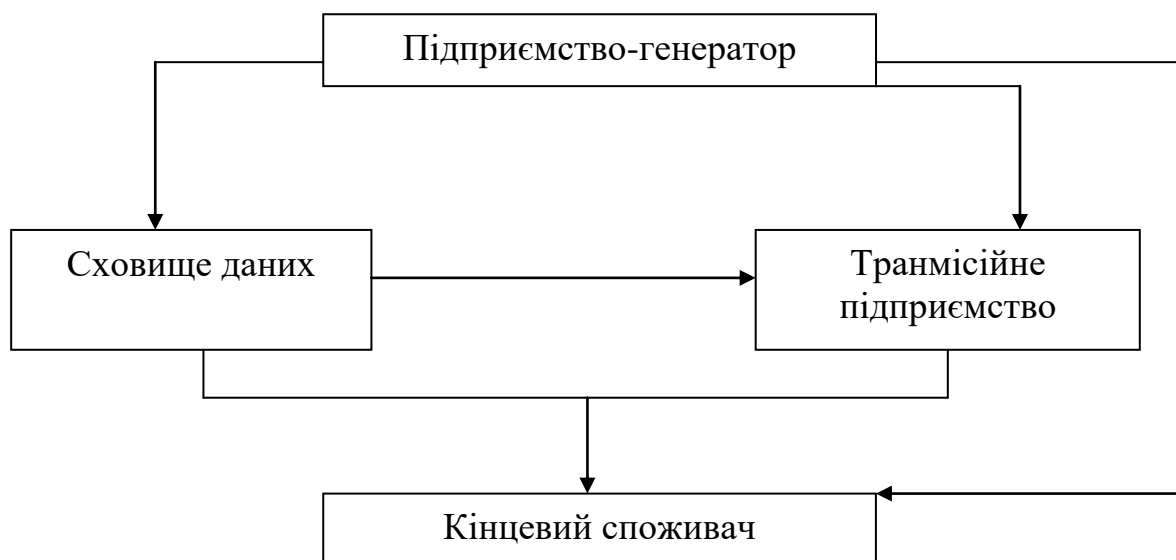 Підприємство-генератор
Сховище даних
Транмісійне
підприємство
Кінцевий споживач